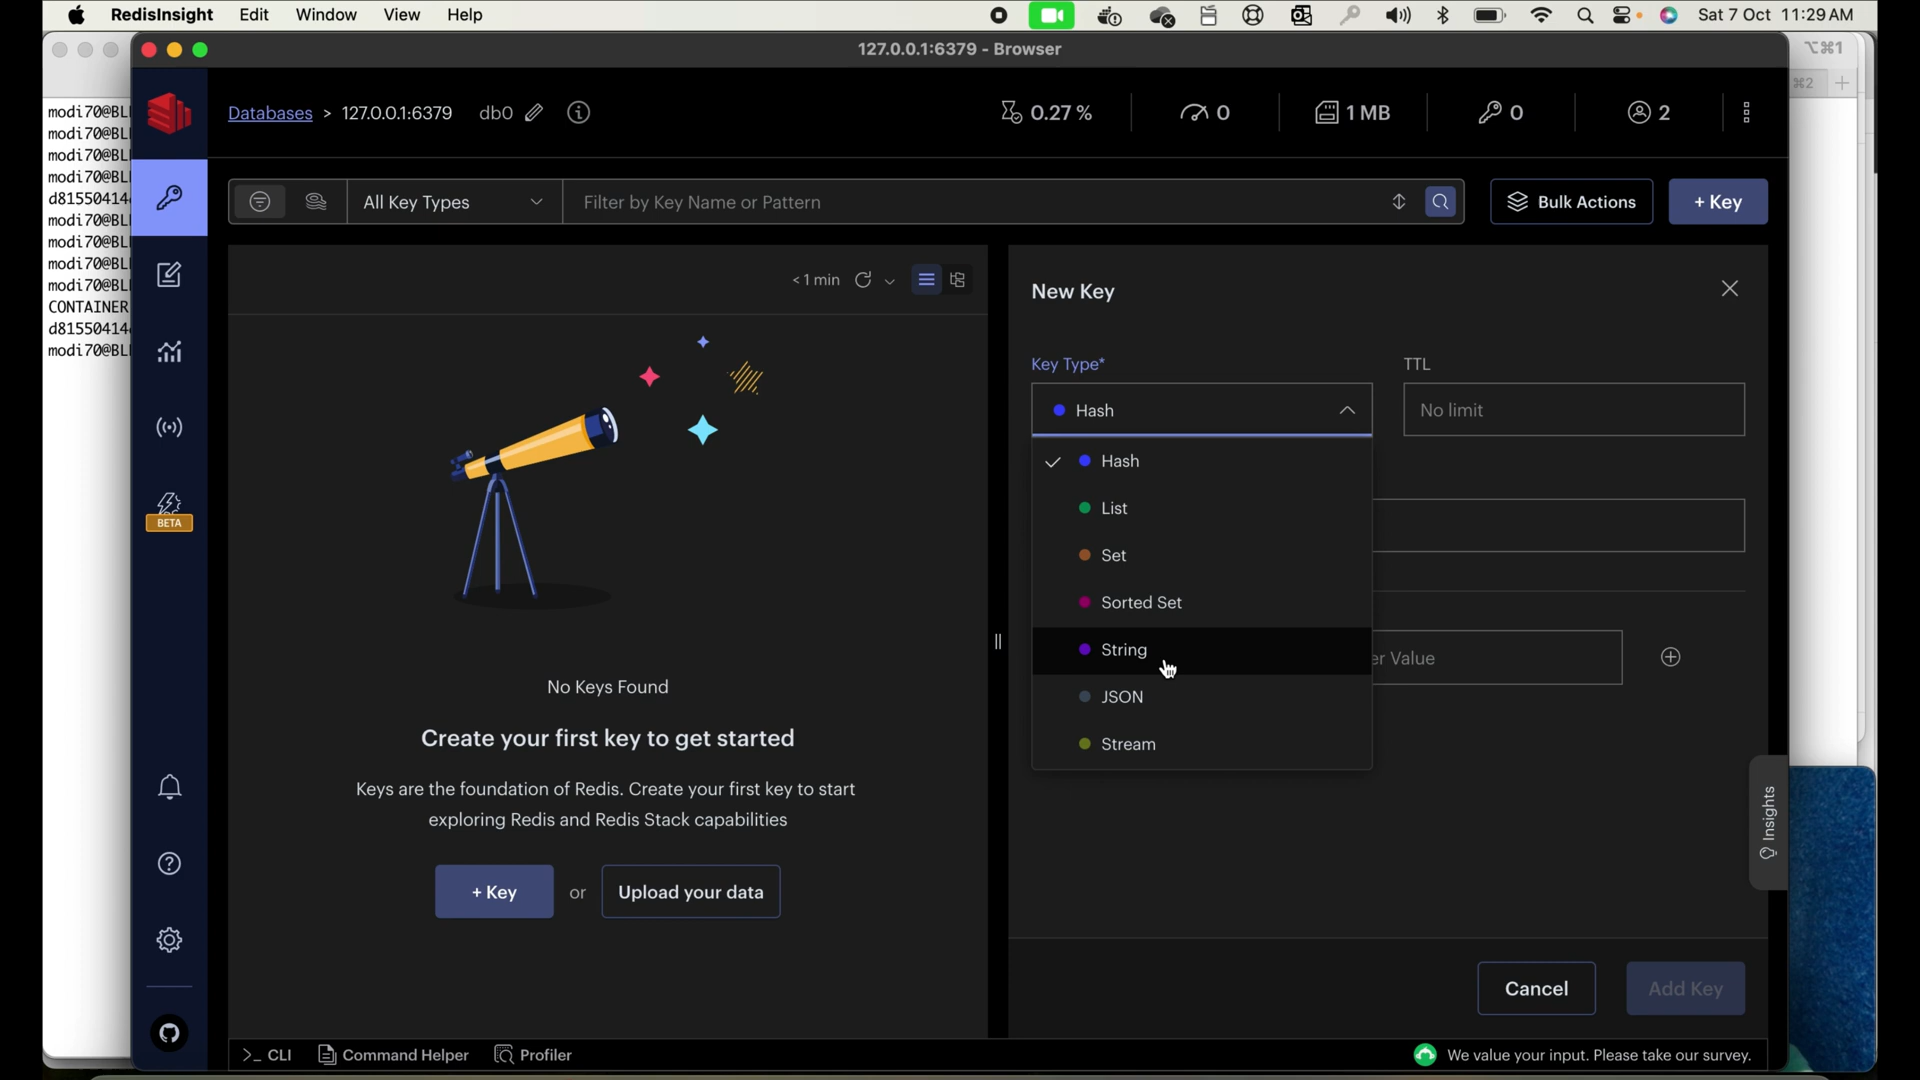 RedisInsight Edit Window View Help Sat 7 Oct 11:29 AM
127.0.0.1:6379 - Browser
⌥⌘1
⌘2
modi70@BL
modi70@BL
modi70@BL
modi70@BL
d81550414
modi70@BL
modi70@BL
modi70@BL
modi70@BL
CONTAINER
d81550414
modi70@BL
Databases > 127.0.0.1:6379 db0 0.27 % 0 1 MB 0 2
All Key Types Filter by Key Name or Pattern Bulk Actions + Key
< 1 min
BETA
No Keys Found
Create your first key to get started
Keys are the foundation of Redis. Create your first key to start
exploring Redis and Redis Stack capabilities
+ Key or Upload your data
New Key
Key Type* TTL
Hash No limit
Hash
List
Set
Sorted Set
String
er Value
JSON
Stream
Insights
Cancel Add Key
>_ CLI Command Helper Profiler We value your input. Please take our survey.